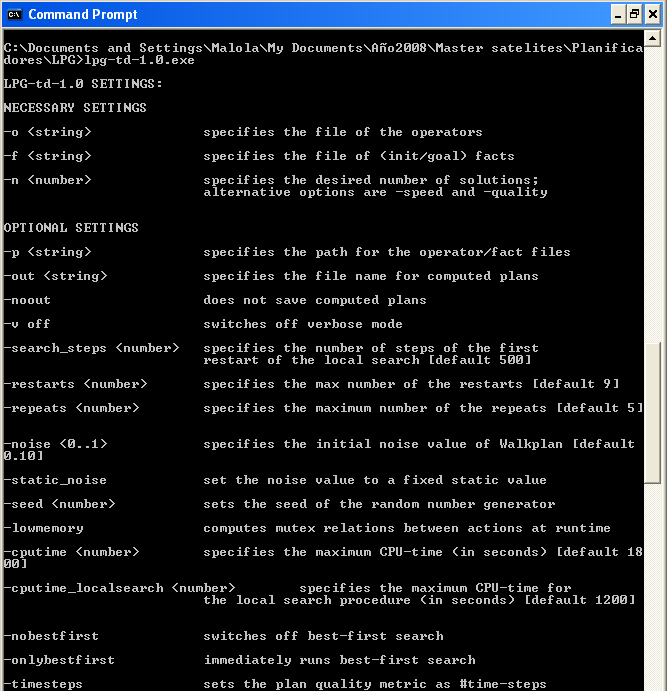 Command Prompt
C:\Documents and Settings\Malola\My Documents\Año2008\Master satelites\Planifica
dores\LPG>lpg-td-1.0.exe
LPG-td-1.0 SETTINGS:
NECESSARY SETTINGS
-o <string> specifies the file of the operators
-f <string> specifies the file of (init/goal) facts
-n <number> specifies the desired number of solutions;
alternative options are -speed and -quality
OPTIONAL SETTINGS
-p <string> specifies the path for the operator/fact files
-out <string> specifies the file name for computed plans
-noout does not save computed plans
-v off switches off verbose mode
-search_steps <number> specifies the number of steps of the first
restart of the local search [default 500]
-restarts <number> specifies the max number of the restarts [default 9]
-repeats <number> specifies the maximum number of the repeats [default 5]
-noise <0..1> specifies the initial noise value of Walkplan [default
0.10]
-static_noise set the noise value to a fixed static value
-seed <number> sets the seed of the random number generator
-lowmemory computes mutex relations between actions at runtime
-cputime <number> specifies the maximum CPU-time (in seconds) [default 18
00]
-cputime_localsearch <number> specifies the maximum CPU-time for
the local search procedure (in seconds) [default 1200]
-nobestfirst switches off best-first search
-onlybestfirst immediately runs best-first search
-timesteps sets the plan quality metric as #time-steps